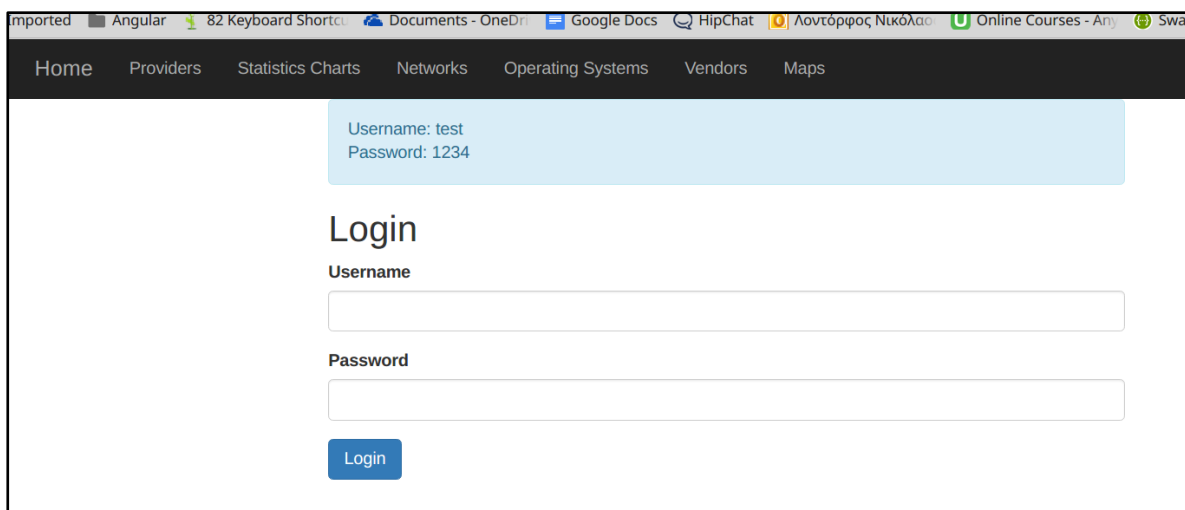 Imported Angular 82 Keyboard Shortcu Documents - OneDri Google Docs HipChat Λοντόρφος Νικόλαο Online Courses - Any Swa
Home Providers Statistics Charts Networks Operating Systems Vendors Maps
Username: test
Password: 1234
Login
Username
Password
Login